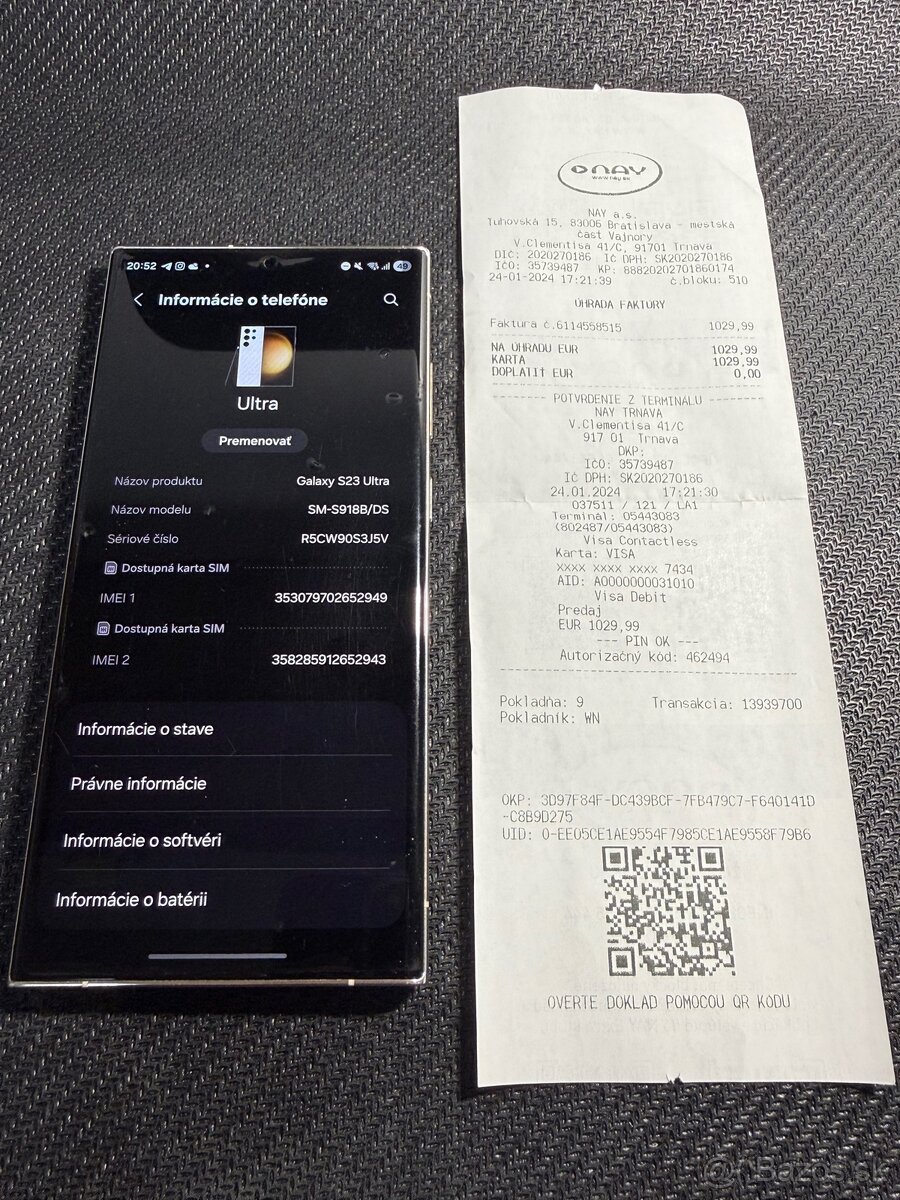 20:52
49
Informácie o telefóne
Ultra
Premenovať
Názov produktu Galaxy S23 Ultra
Názov modelu SM-S918B/DS
Sériové číslo R5CW90S3J5V
Dostupná karta SIM
IMEI 1 353079702652949
Dostupná karta SIM
IMEI 2 358285912652943
Informácie o stave
Právne informácie
Informácie o softvéri
Informácie o batérii
NAY
www.nay.sk
NAY a.s.
Tuhovská 15, 83006 Bratislava - mestská
časť Vajnory
V.Clementisa 41/C, 91701 Trnava
DIČ: 2020270186 IČ DPH: SK2020270186
IČO: 35739487 KP: 88820202701860174
24-01-2024 17:21:39 č.bloku: 510
ÚHRADA FAKTÚRY
Faktúra č.6114558515 1029,99
NA ÚHRADU EUR 1029,99
KARTA 1029,99
DOPLATIŤ EUR 0,00
-------- POTVRDENIE Z TERMINÁLU --------
NAY TRNAVA
V.Clementisa 41/C
917 01 Trnava
DKP:
IČO: 35739487
IČ DPH: SK2020270186
24.01.2024 17:21:30
037511 / 121 / LA1
Terminál: 05443083
(802487/05443083)
Visa Contactless
Karta: VISA
xxxx xxxx xxxx 7434
AID: A0000000031010
Visa Debit
Predaj
EUR 1029,99
--- PIN OK ---
Autorizačný kód: 462494
Pokladňa: 9 Transakcia: 13939700
Pokladník: WN
OKP: 3D97F84F-DC439BCF-7FB479C7-F640141D
-C8B9D275
UID: O-EE05CE1AE9554F7985CE1AE9558F79B6
OVERTE DOKLAD POMOCOU QR KÓDU
Bazos.sk